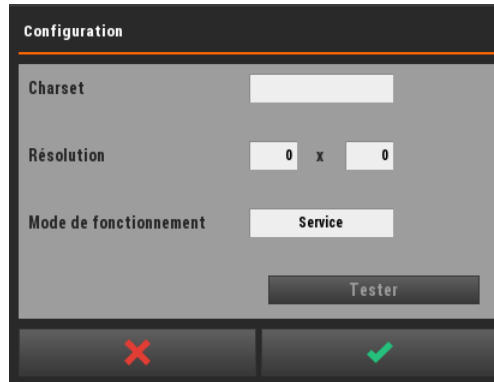 Configuration
Charset
Résolution 0 x 0
Mode de fonctionnement Service
Tester